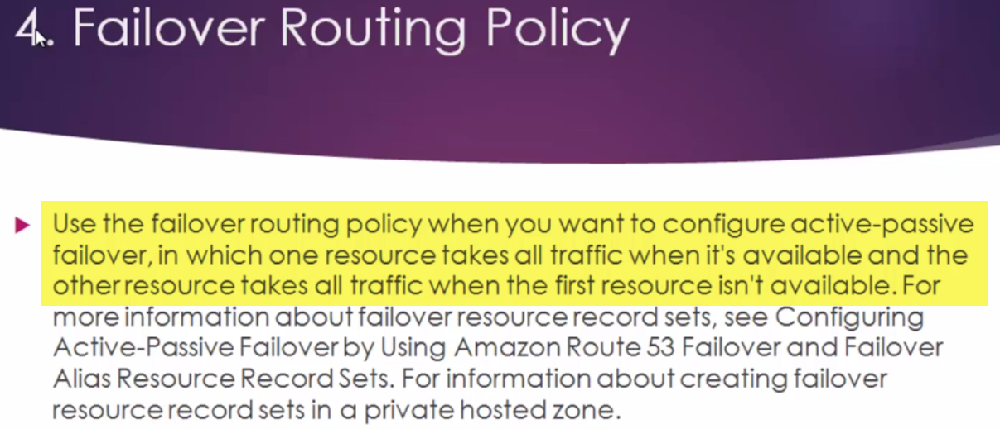 4. Failover Routing Policy
Use the failover routing policy when you want to configure active-passive
failover, in which one resource takes all traffic when it's available and the
other resource takes all traffic when the first resource isn't available. For
more information about failover resource record sets, see Configuring
Active-Passive Failover by Using Amazon Route 53 Failover and Failover
Alias Resource Record Sets. For information about creating failover
resource record sets in a private hosted zone.